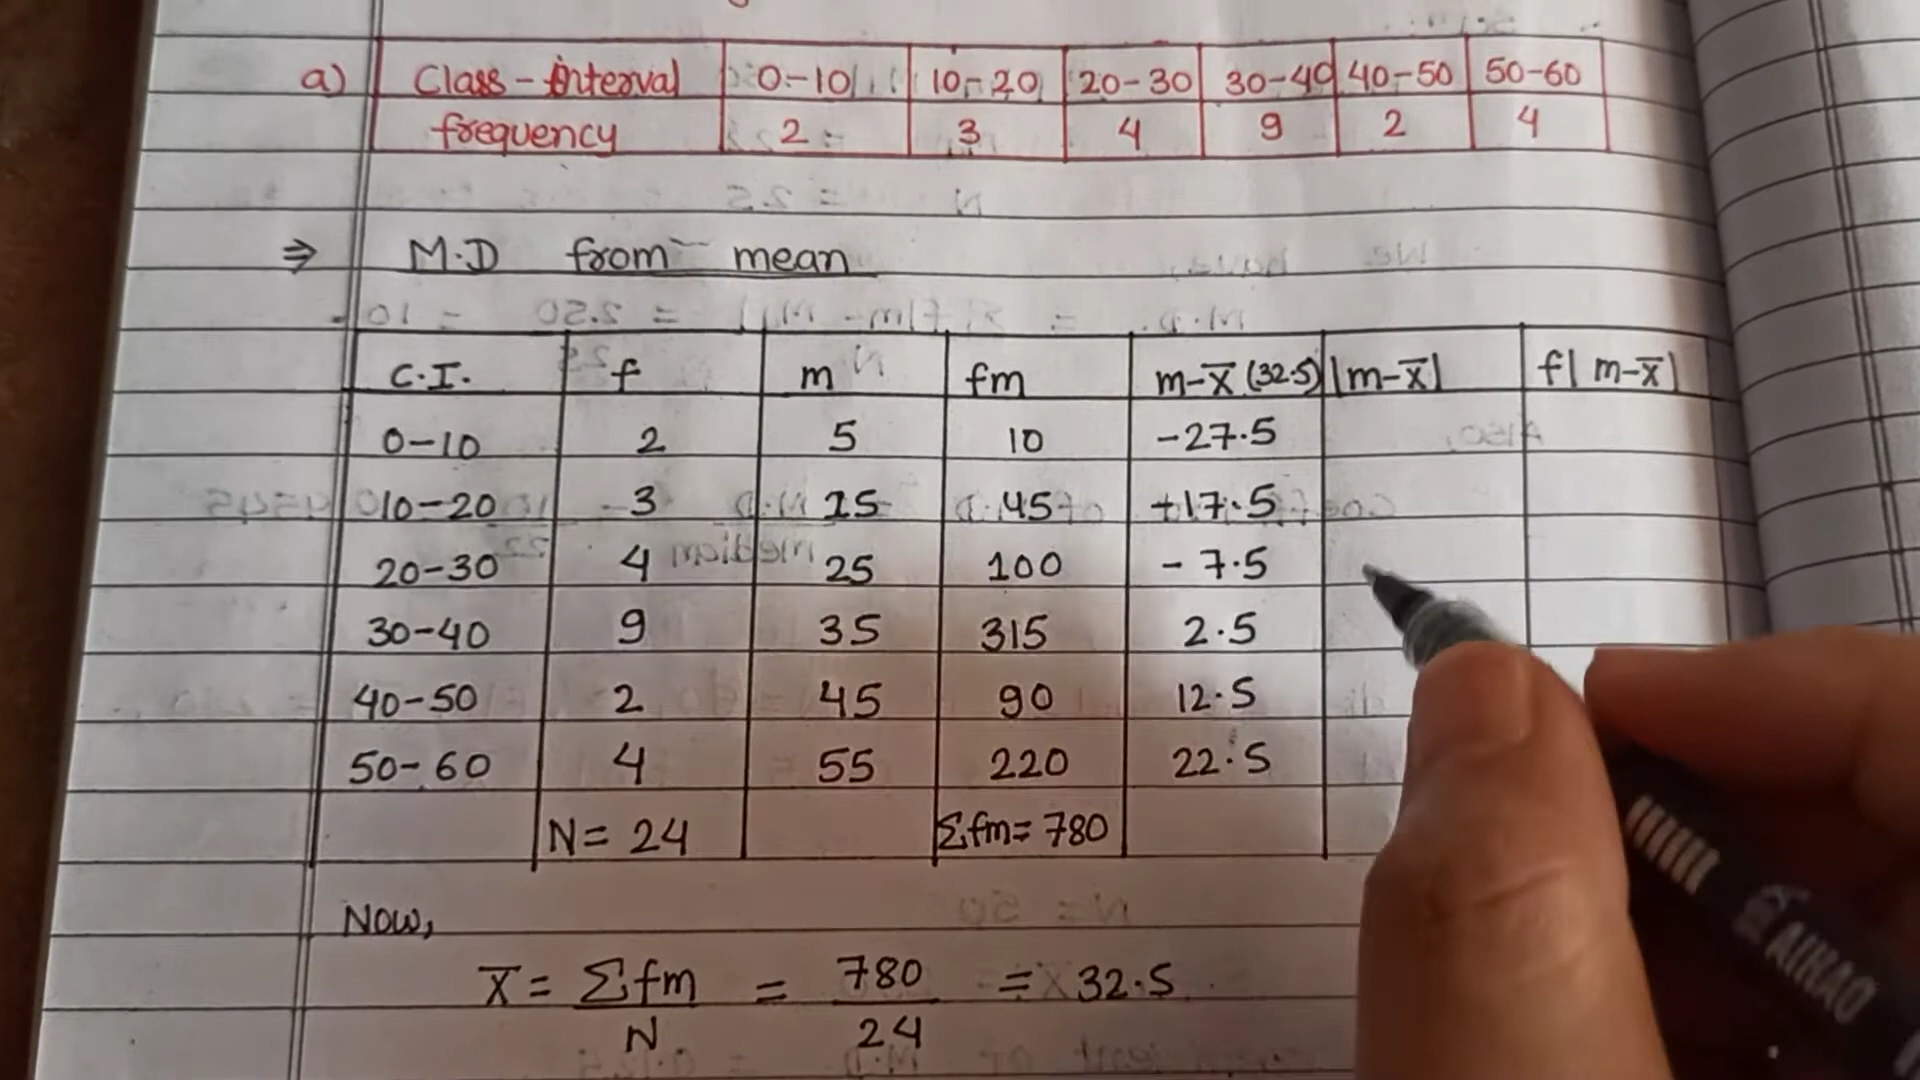 a) Class-interval 0-10 10-20 20-30 30-40 40-50 50-60
frequency 2 3 4 9 2 4
⇒ M.D from mean
C.I. f m fm m-X̅(32.5) |m-X̅| f|m-X̅|
0-10 2 5 10 -27.5
10-20 3 15 45 +17.5
20-30 4 25 100 -7.5
30-40 9 35 315 2.5
40-50 2 45 90 12.5
50-60 4 55 220 22.5
N=24 Σfm=780
Now,
X̅ = Σfm/N = 780/24 = 32.5
AIHAO